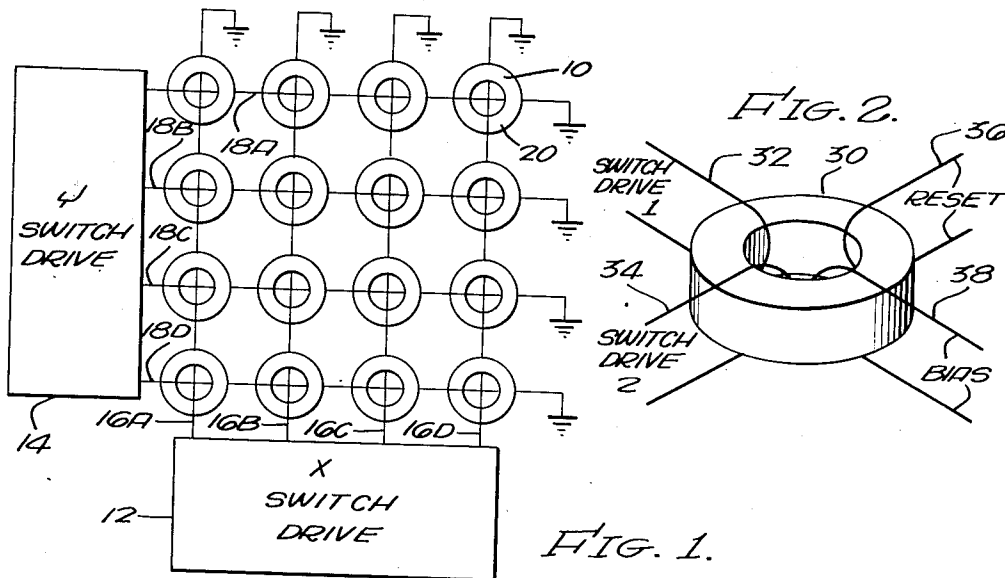 10
18B
18A
20
Y
SWITCH
DRIVE
18C
18D
14
16A
16B
16C
16D
X
SWITCH
DRIVE
12
FIG. 1.
FIG. 2.
36
32
30
SWITCH
DRIVE
1
RESET
34
38
SWITCH
DRIVE
2
BIAS